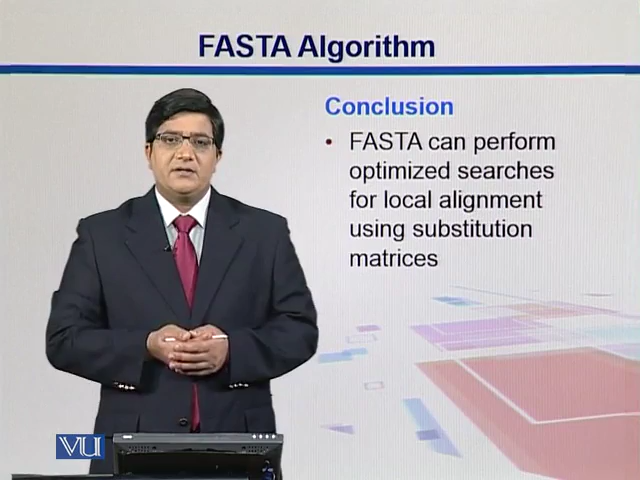 FASTA Algorithm
Conclusion
• FASTA can perform
optimized searches
for local alignment
using substitution
matrices
VU